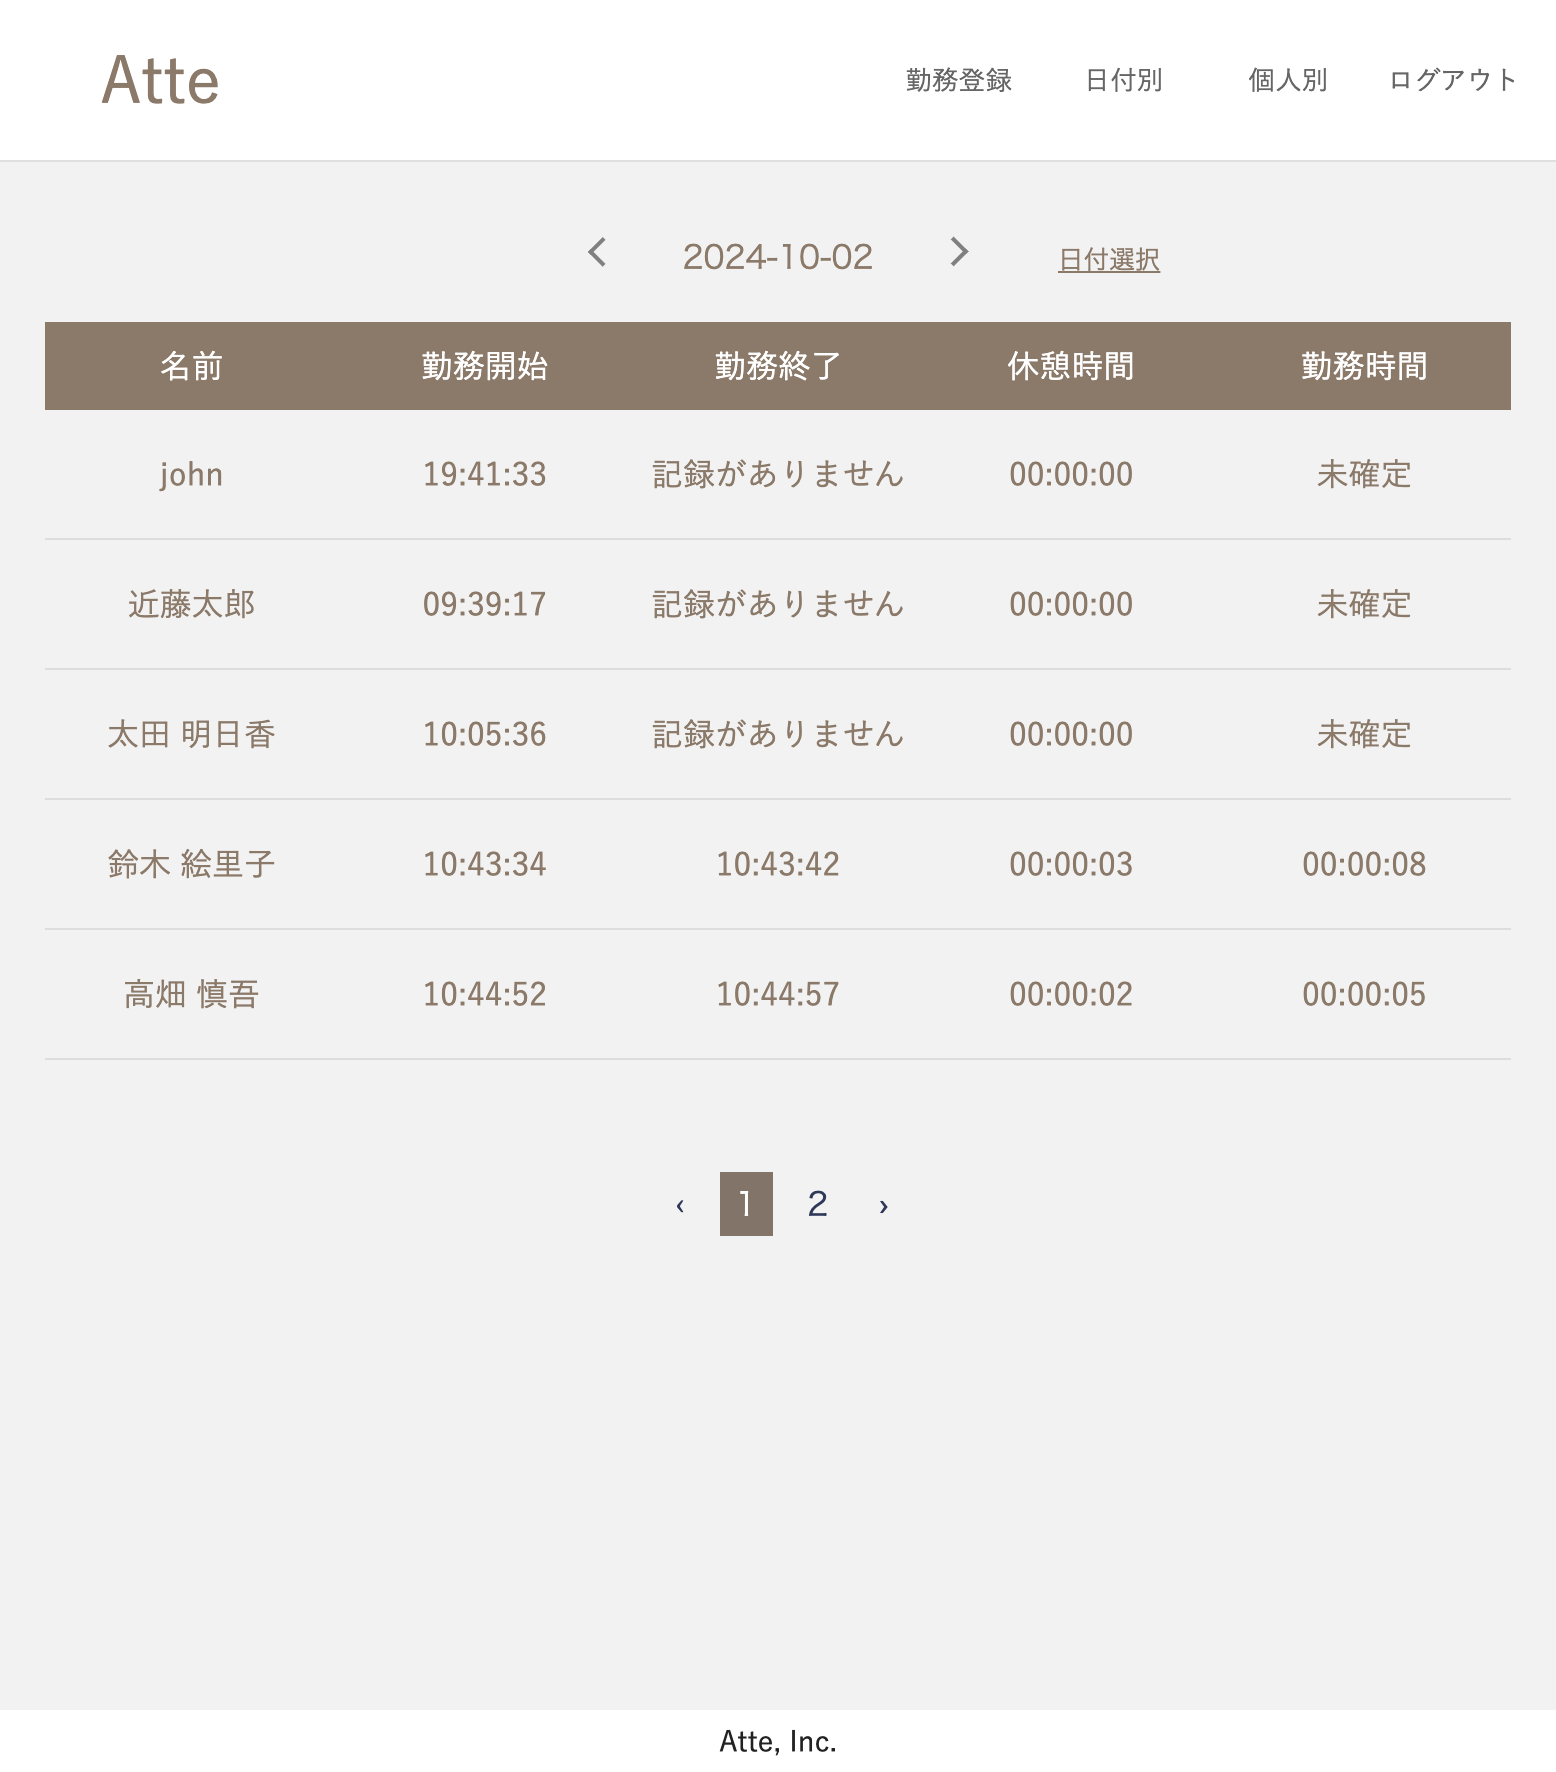 Atte 勤務登録 日付別 個人別 ログアウト
2024-10-02 日付選択
名前 勤務開始 勤務終了 休憩時間 勤務時間
john 19:41:33 記録がありません 00:00:00 未確定
近藤太郎 09:39:17 記録がありません 00:00:00 未確定
太田 明日香 10:05:36 記録がありません 00:00:00 未確定
鈴木 絵里子 10:43:34 10:43:42 00:00:03 00:00:08
高畑 慎吾 10:44:52 10:44:57 00:00:02 00:00:05
‹ 1 2 ›
Atte, Inc.